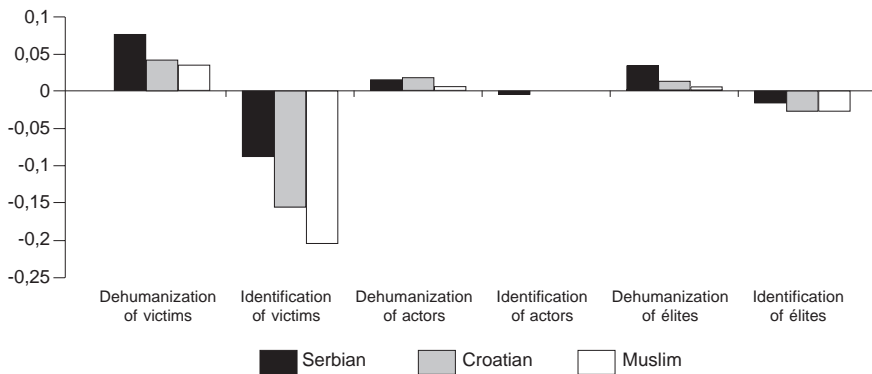 0,1
0,05
0
-0,05
-0,1
-0,15
-0,2
-0,25
Dehumanization Identification Dehumanization Identification Dehumanization Identification
of victims of victims of actors of actors of élites of élites
Serbian Croatian Muslim